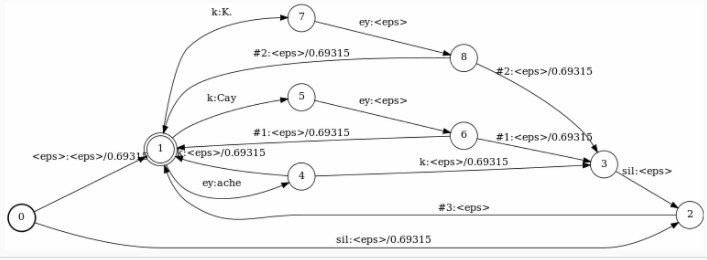 k:K.
7
ey:<eps>
#2:<eps>/0.69315
8
#2:<eps>/0.69315
k:Cay
5
ey:<eps>
#1:<eps>/0.69315
6
#1:<eps>/0.69315
<eps>:<eps>/0.69315
1
k:<eps>/0.69315
4
k:<eps>/0.69315
3
sil:<eps>
ey:ache
#3:<eps>
2
0
sil:<eps>/0.69315